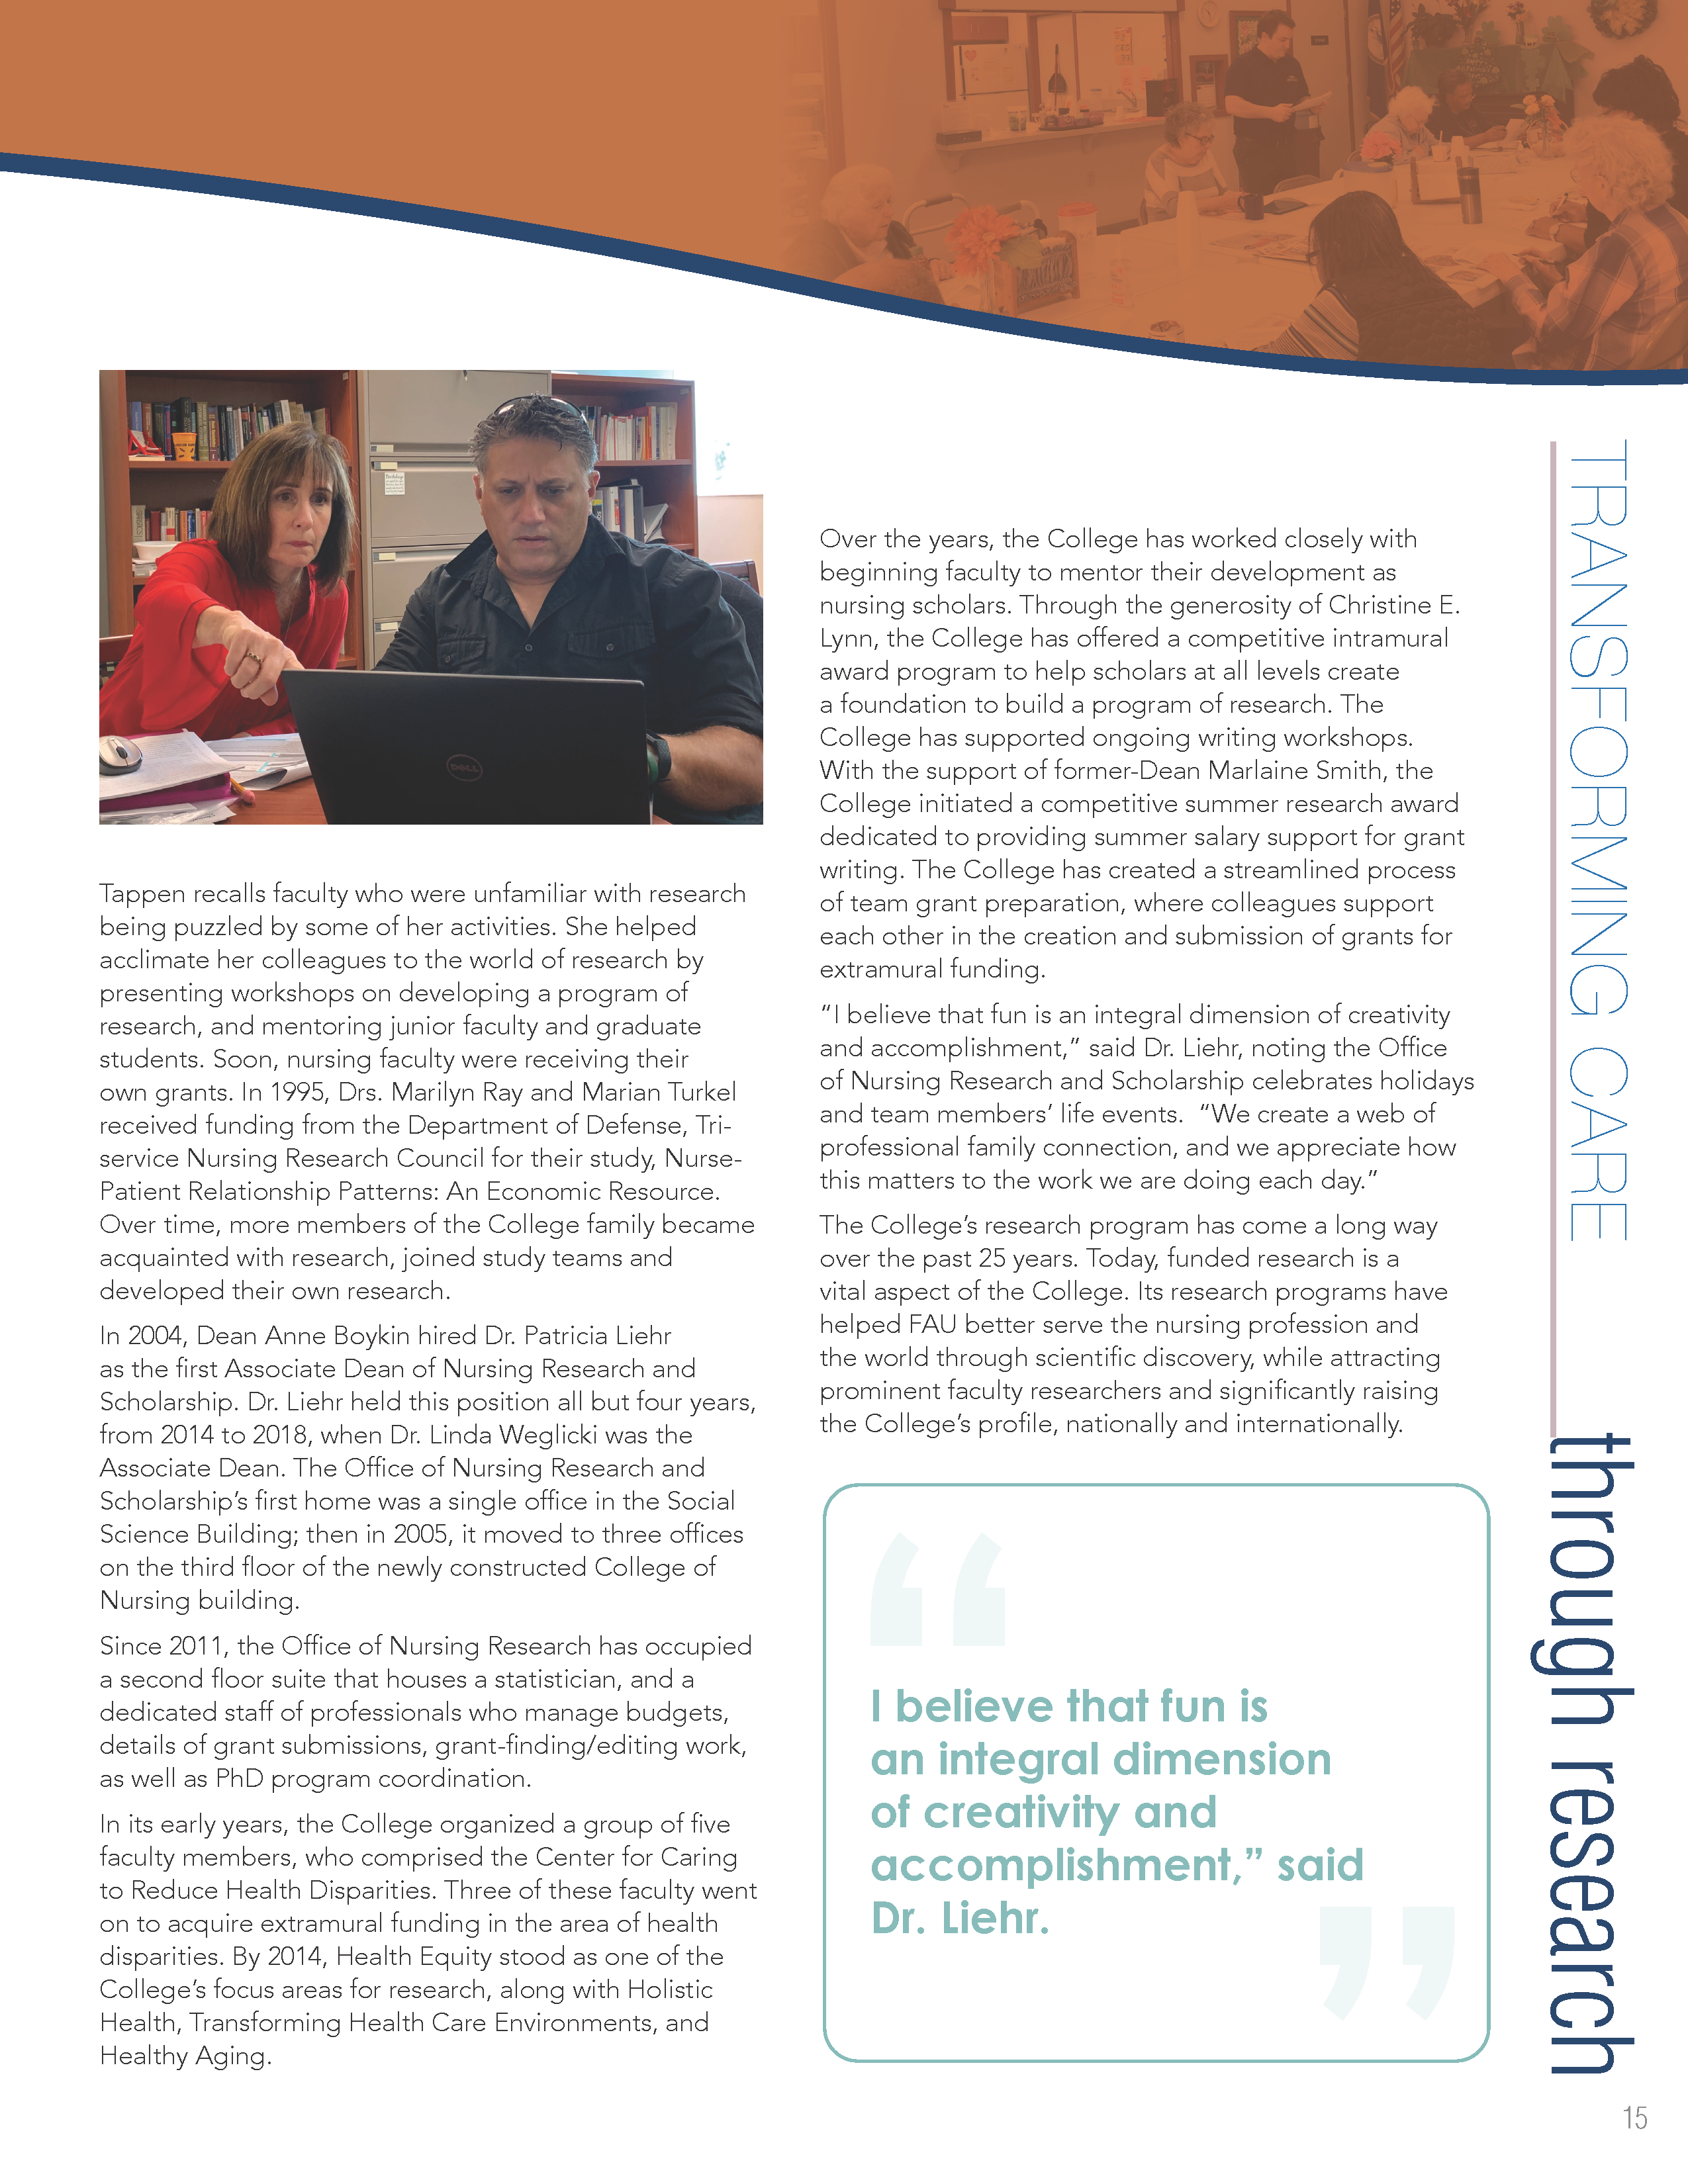 Tappen recalls faculty who were unfamiliar with research
being puzzled by some of her activities. She helped
acclimate her colleagues to the world of research by
presenting workshops on developing a program of
research, and mentoring junior faculty and graduate
students. Soon, nursing faculty were receiving their
own grants. In 1995, Drs. Marilyn Ray and Marian Turkel
received funding from the Department of Defense, Tri-
service Nursing Research Council for their study, Nurse-
Patient Relationship Patterns: An Economic Resource.
Over time, more members of the College family became
acquainted with research, joined study teams and
developed their own research.
In 2004, Dean Anne Boykin hired Dr. Patricia Liehr
as the first Associate Dean of Nursing Research and
Scholarship. Dr. Liehr held this position all but four years,
from 2014 to 2018, when Dr. Linda Weglicki was the
Associate Dean. The Office of Nursing Research and
Scholarship’s first home was a single office in the Social
Science Building; then in 2005, it moved to three offices
on the third floor of the newly constructed College of
Nursing building.
Since 2011, the Office of Nursing Research has occupied
a second floor suite that houses a statistician, and a
dedicated staff of professionals who manage budgets,
details of grant submissions, grant-finding/editing work,
as well as PhD program coordination.
In its early years, the College organized a group of five
faculty members, who comprised the Center for Caring
to Reduce Health Disparities. Three of these faculty went
on to acquire extramural funding in the area of health
disparities. By 2014, Health Equity stood as one of the
College’s focus areas for research, along with Holistic
Health, Transforming Health Care Environments, and
Healthy Aging.
Over the years, the College has worked closely with
beginning faculty to mentor their development as
nursing scholars. Through the generosity of Christine E.
Lynn, the College has offered a competitive intramural
award program to help scholars at all levels create
a foundation to build a program of research. The
College has supported ongoing writing workshops.
With the support of former-Dean Marlaine Smith, the
College initiated a competitive summer research award
dedicated to providing summer salary support for grant
writing. The College has created a streamlined process
of team grant preparation, where colleagues support
each other in the creation and submission of grants for
extramural funding.
“I believe that fun is an integral dimension of creativity
and accomplishment,” said Dr. Liehr, noting the Office
of Nursing Research and Scholarship celebrates holidays
and team members’ life events.  “We create a web of
professional family connection, and we appreciate how
this matters to the work we are doing each day.”
The College’s research program has come a long way
over the past 25 years. Today, funded research is a
vital aspect of the College. Its research programs have
helped FAU better serve the nursing profession and
the world through scientific discovery, while attracting
prominent faculty researchers and significantly raising
the College’s profile, nationally and internationally.
“
I believe that fun is
an integral dimension
of creativity and
accomplishment,” said
Dr. Liehr.
”
TRANSFORMING CARE
through research
15
DELL